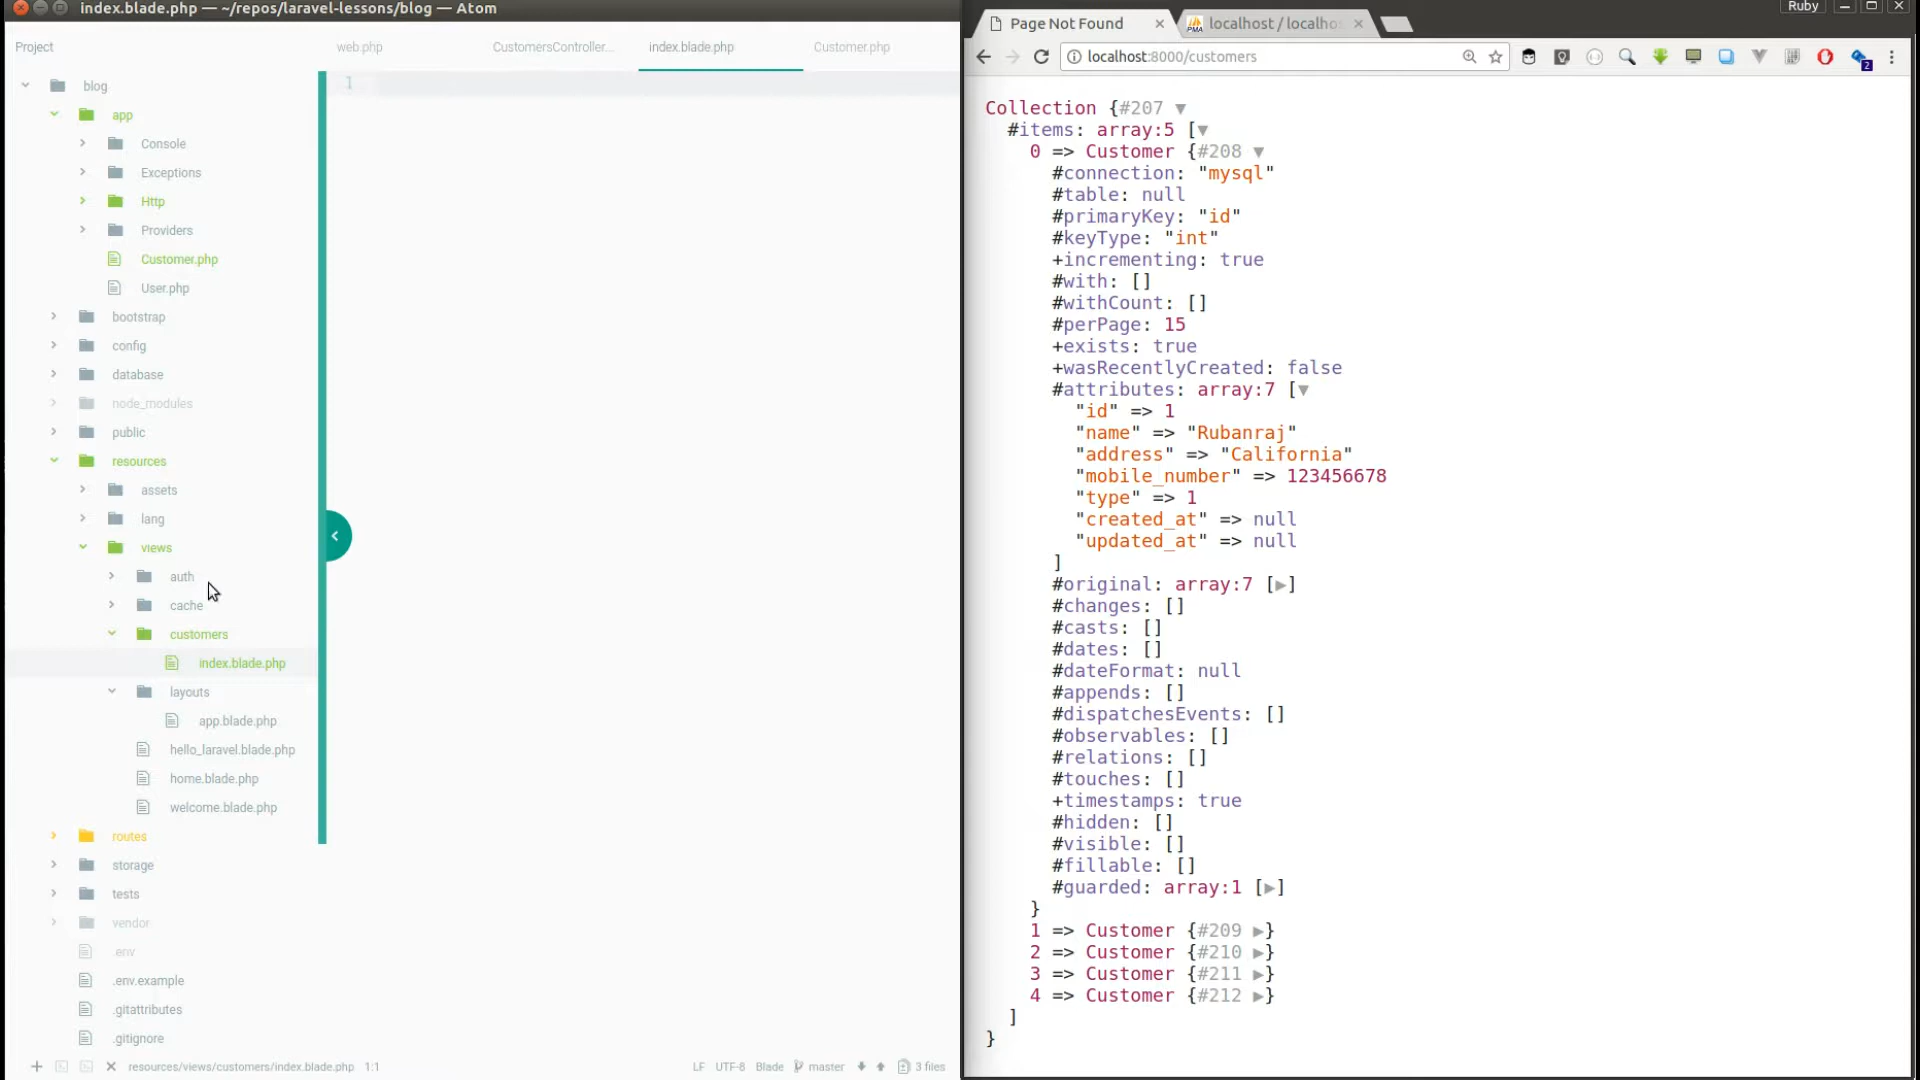 index.blade.php — ~/repos/laravel-lessons/blog — Atom
Project
web.php
CustomersController...
index.blade.php
Customer.php
blog
app
Console
Exceptions
Http
Providers
Customer.php
User.php
bootstrap
config
database
node_modules
public
resources
assets
lang
views
auth
cache
customers
index.blade.php
layouts
app.blade.php
hello_laravel.blade.php
home.blade.php
welcome.blade.php
routes
storage
tests
vendor
.env
.env.example
.gitattributes
.gitignore
1
resources/views/customers/index.blade.php 1:1
LF UTF-8 Blade master 3 files
Ruby
Page Not Found
localhost / localhos
localhost:8000/customers
2
Collection {#207 ▼
#items: array:5 [▼
0 => Customer {#208 ▼
#connection: "mysql"
#table: null
#primaryKey: "id"
#keyType: "int"
+incrementing: true
#with: []
#withCount: []
#perPage: 15
+exists: true
+wasRecentlyCreated: false
#attributes: array:7 [▼
"id" => 1
"name" => "Rubanraj"
"address" => "California"
"mobile_number" => 123456678
"type" => 1
"created_at" => null
"updated_at" => null
]
#original: array:7 [▶]
#changes: []
#casts: []
#dates: []
#dateFormat: null
#appends: []
#dispatchesEvents: []
#observables: []
#relations: []
#touches: []
+timestamps: true
#hidden: []
#visible: []
#fillable: []
#guarded: array:1 [▶]
}
1 => Customer {#209 ▶}
2 => Customer {#210 ▶}
3 => Customer {#211 ▶}
4 => Customer {#212 ▶}
]
}